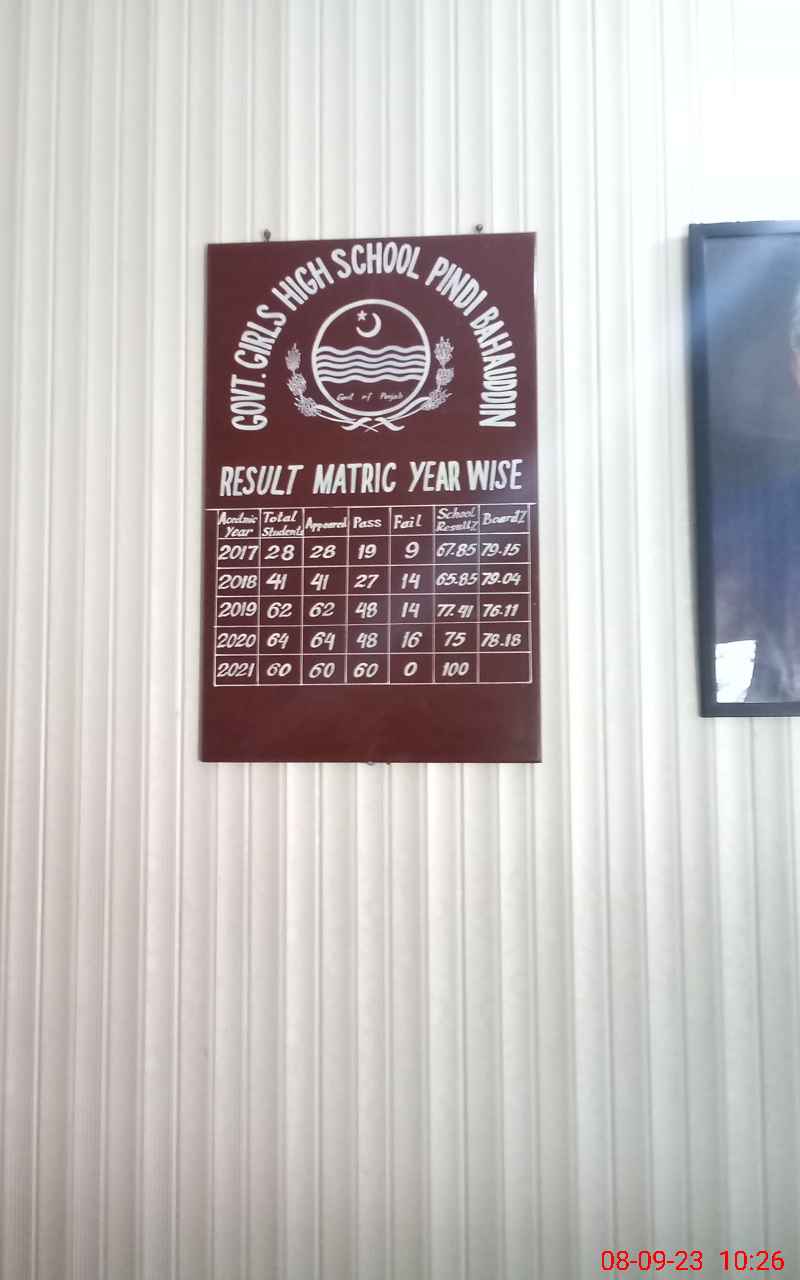 GOVT. GIRLS HIGH SCHOOL PINDI BAHAUDDIN
Govt of Punjab
RESULT MATRIC YEAR WISE
Acedmic Year Total Students Appeared Pass Fail School Result% Board%
2017 28 28 19 9 67.85 79.15
2018 41 41 27 14 65.85 79.04
2019 62 62 48 14 77.41 76.11
2020 64 64 48 16 75 78.18
2021 60 60 60 0 100
08-09-23 10:26